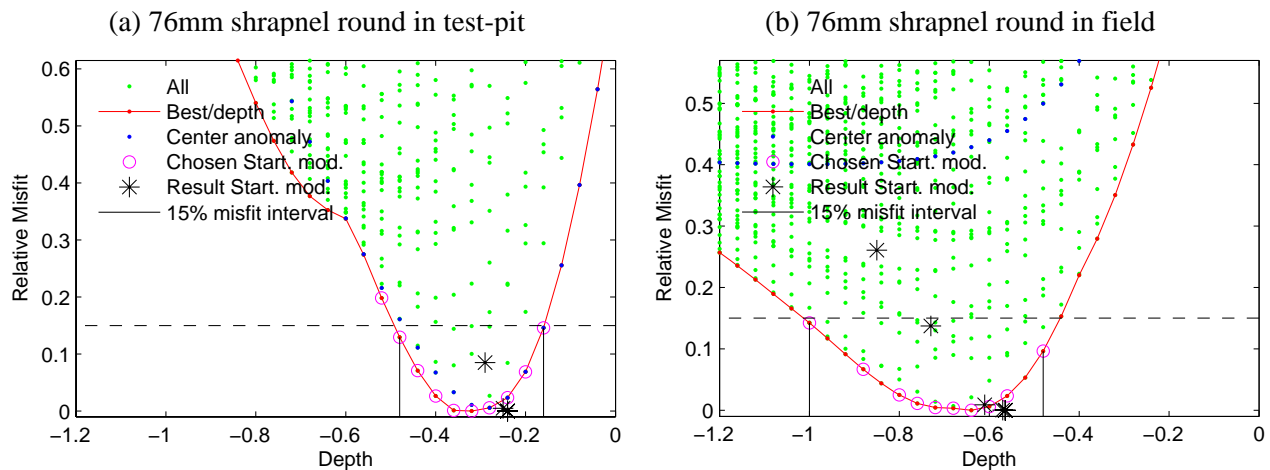 (a) 76mm shrapnel round in test-pit
0.6
0.5
0.4
0.3
0.2
0.1
0
Relative Misfit
All
Best/depth
Center anomaly
Chosen Start. mod.
Result Start. mod.
15% misfit interval
−1.2 −1 −0.8 −0.6 −0.4 −0.2 0
Depth
(b) 76mm shrapnel round in field
0.5
0.4
0.3
0.2
0.1
0
Relative Misfit
All
Best/depth
Center anomaly
Chosen Start. mod.
Result Start. mod.
15% misfit interval
−1.2 −1 −0.8 −0.6 −0.4 −0.2 0
Depth